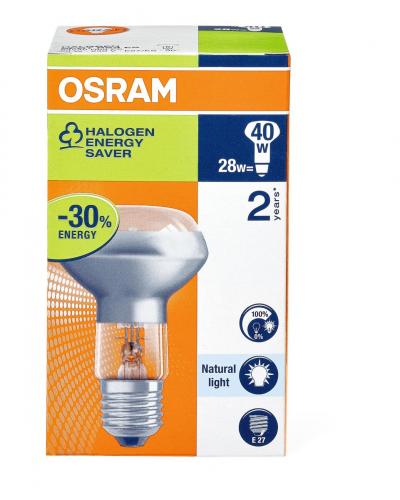 OSRAM
HALOGEN
ENERGY
SAVER
40
W
28W=
-30%
ENERGY
2
years*
100%
0%
Natural
light
E 27